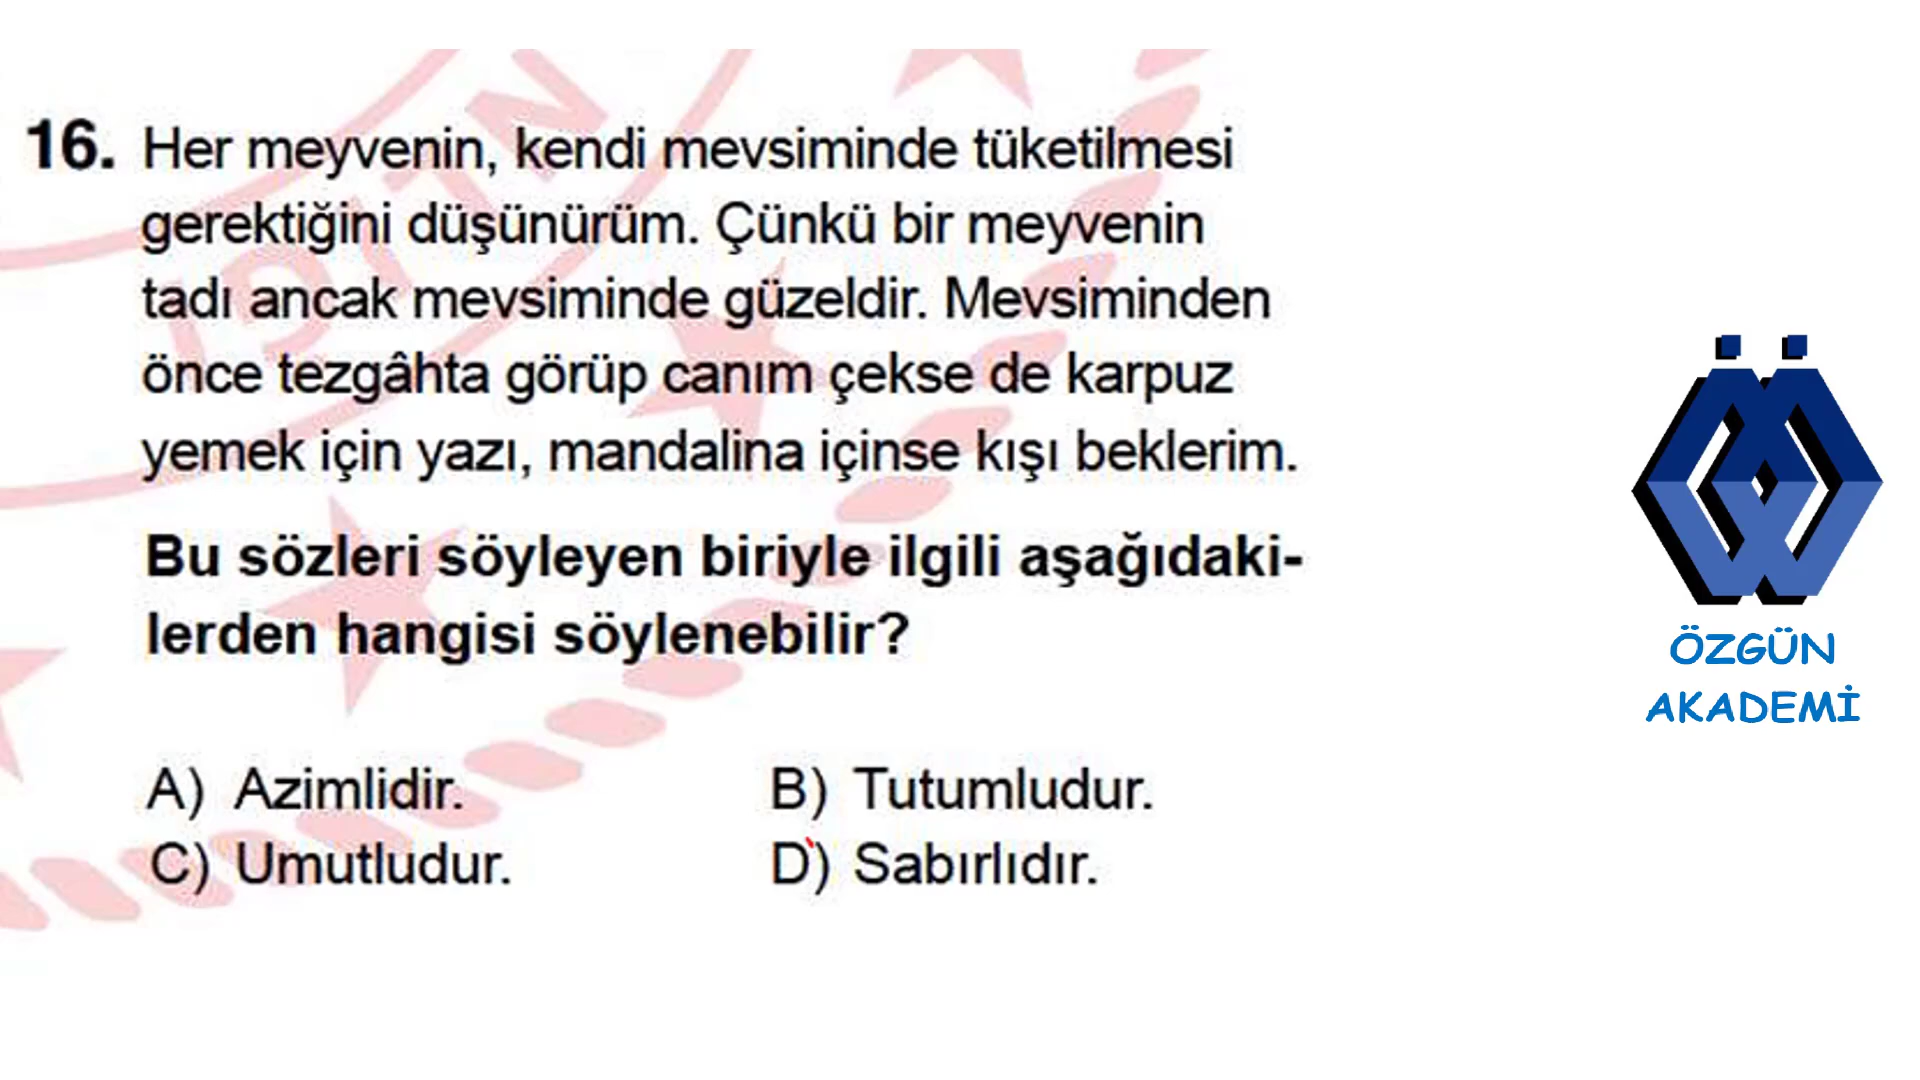 16. Her meyvenin, kendi mevsiminde tüketilmesi
gerektiğini düşünürüm. Çünkü bir meyvenin
tadı ancak mevsiminde güzeldir. Mevsiminden
önce tezgâhta görüp canım çekse de karpuz
yemek için yazı, mandalina içinse kışı beklerim.
Bu sözleri söyleyen biriyle ilgili aşağıdaki-
lerden hangisi söylenebilir?
A) Azimlidir.
B) Tutumludur.
C) Umutludur.
D) Sabırlıdır.
ÖZGÜN
AKADEMİ